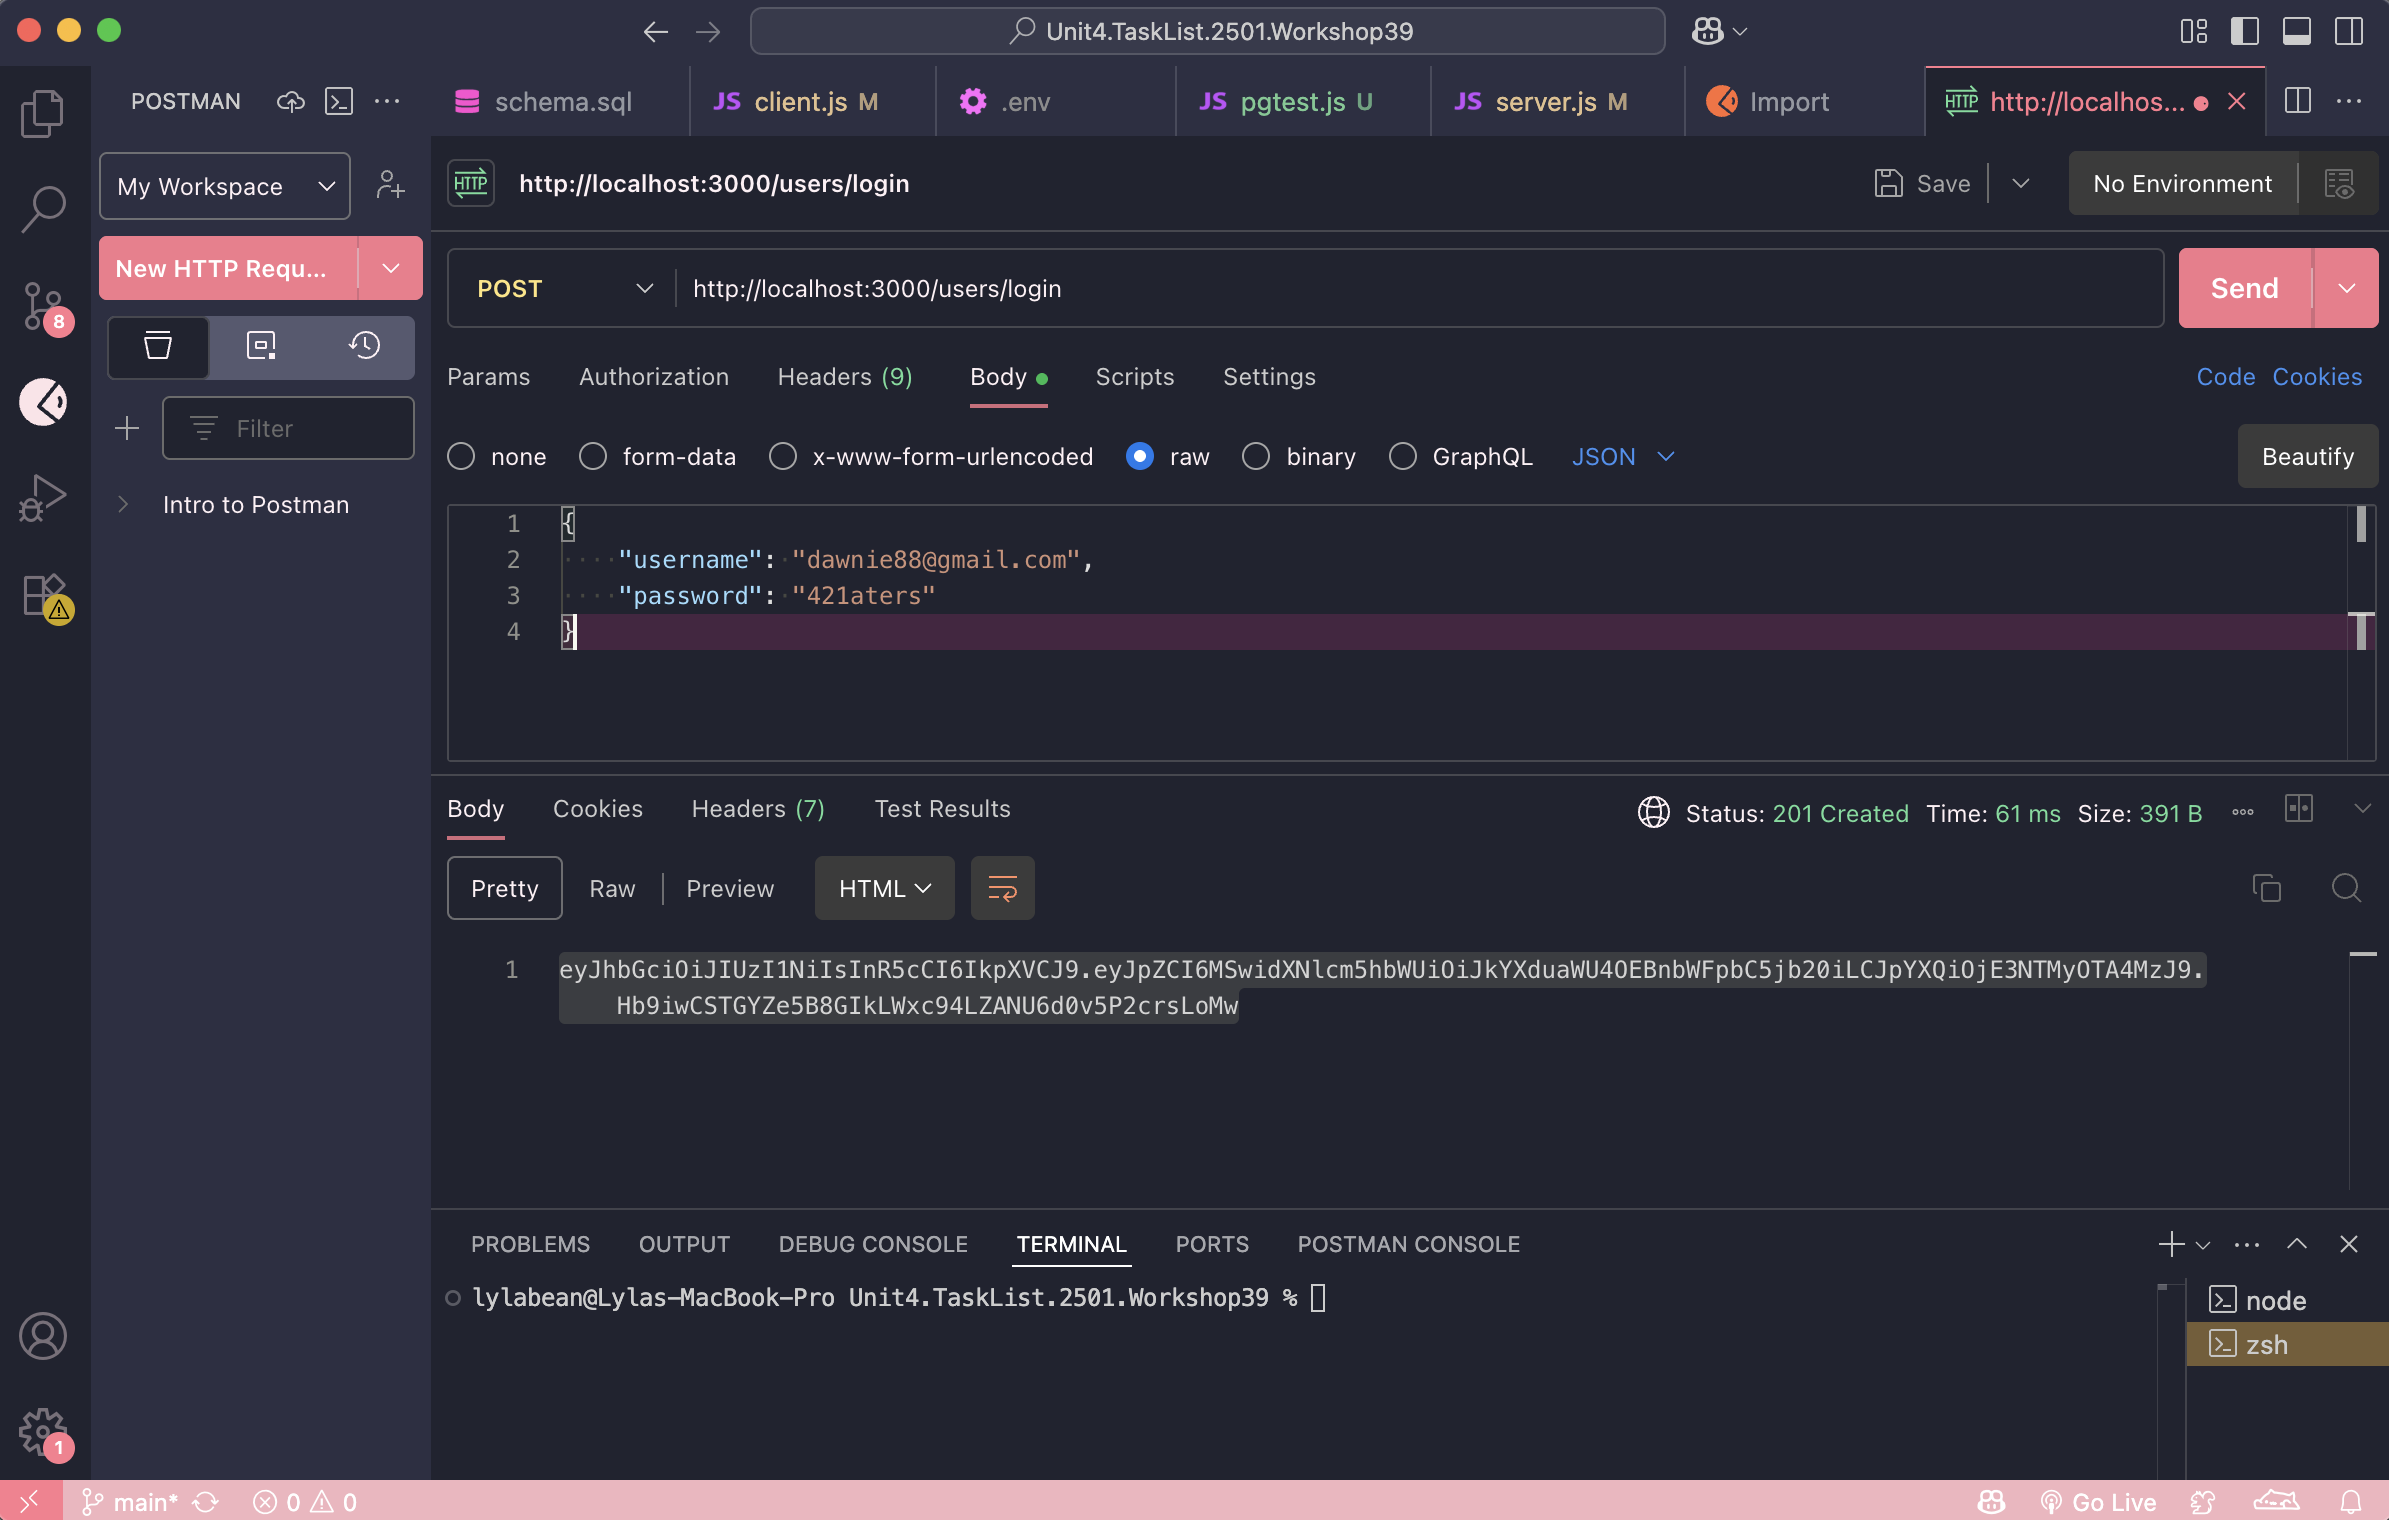 Unit4.TaskList.2501.Workshop39
POSTMAN
schema.sql
JS client.js M
.env
JS pgtest.js U
JS server.js M
Import
HTTP http://localhos...
My Workspace
HTTP http://localhost:3000/users/login
Save
No Environment
New HTTP Requ...
POST
http://localhost:3000/users/login
Send
8
Params
Authorization
Headers (9)
Body
Scripts
Settings
Code
Cookies
Filter
none
form-data
x-www-form-urlencoded
raw
binary
GraphQL
JSON
Beautify
Intro to Postman
1 {
2 ····"username":·"dawnie88@gmail.com",
3 ····"password":·"421aters"
4 }
Body
Cookies
Headers (7)
Test Results
Status: 201 Created
Time: 61 ms
Size: 391 B
Pretty
Raw
Preview
HTML
1 eyJhbGciOiJIUzI1NiIsInR5cCI6IkpXVCJ9.eyJpZCI6MSwidXNlcm5hbWUiOiJkYXduaWU4OEBnbWFpbC5jb20iLCJpYXQiOjE3NTMyOTA4MzJ9.
Hb9iwCSTGYZe5B8GIkLWxc94LZANU6d0v5P2crsLoMw
PROBLEMS
OUTPUT
DEBUG CONSOLE
TERMINAL
PORTS
POSTMAN CONSOLE
lylabean@Lylas-MacBook-Pro Unit4.TaskList.2501.Workshop39 %
node
zsh
1
main*
0
0
Go Live